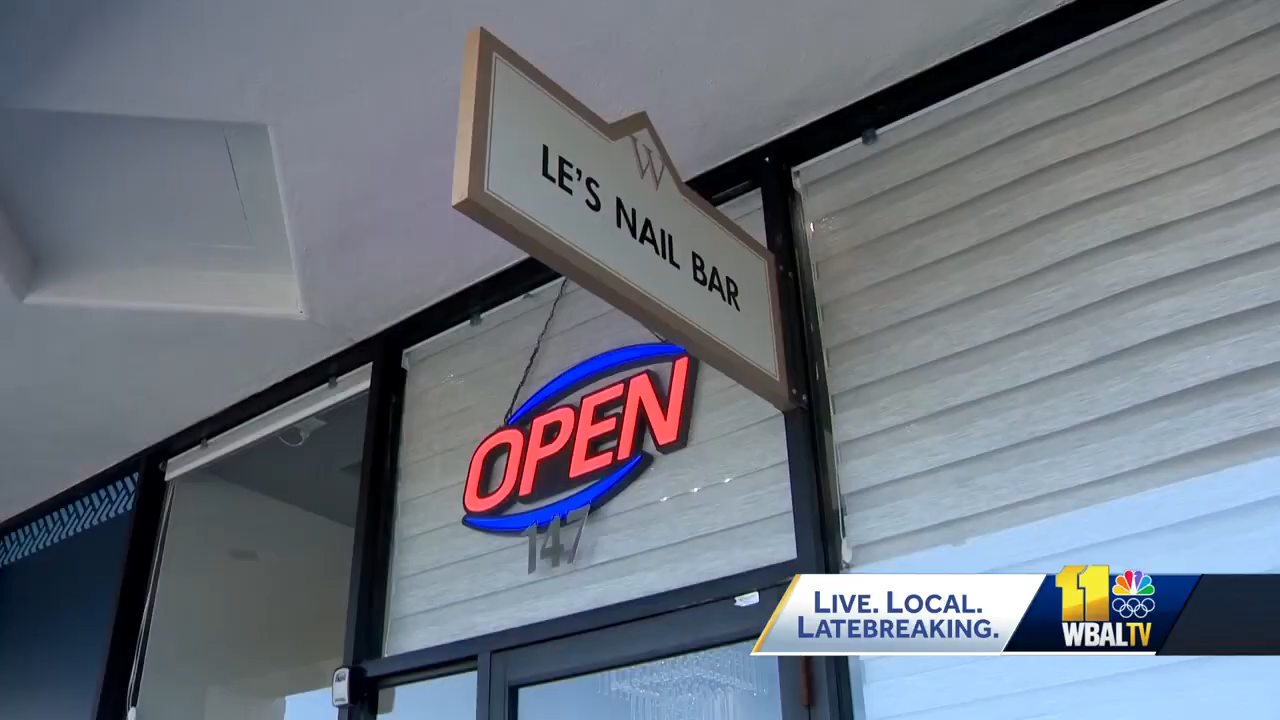 W
LE'S NAIL BAR
OPEN
147
LIVE. LOCAL.
LATEBREAKING.
11
WBALTV